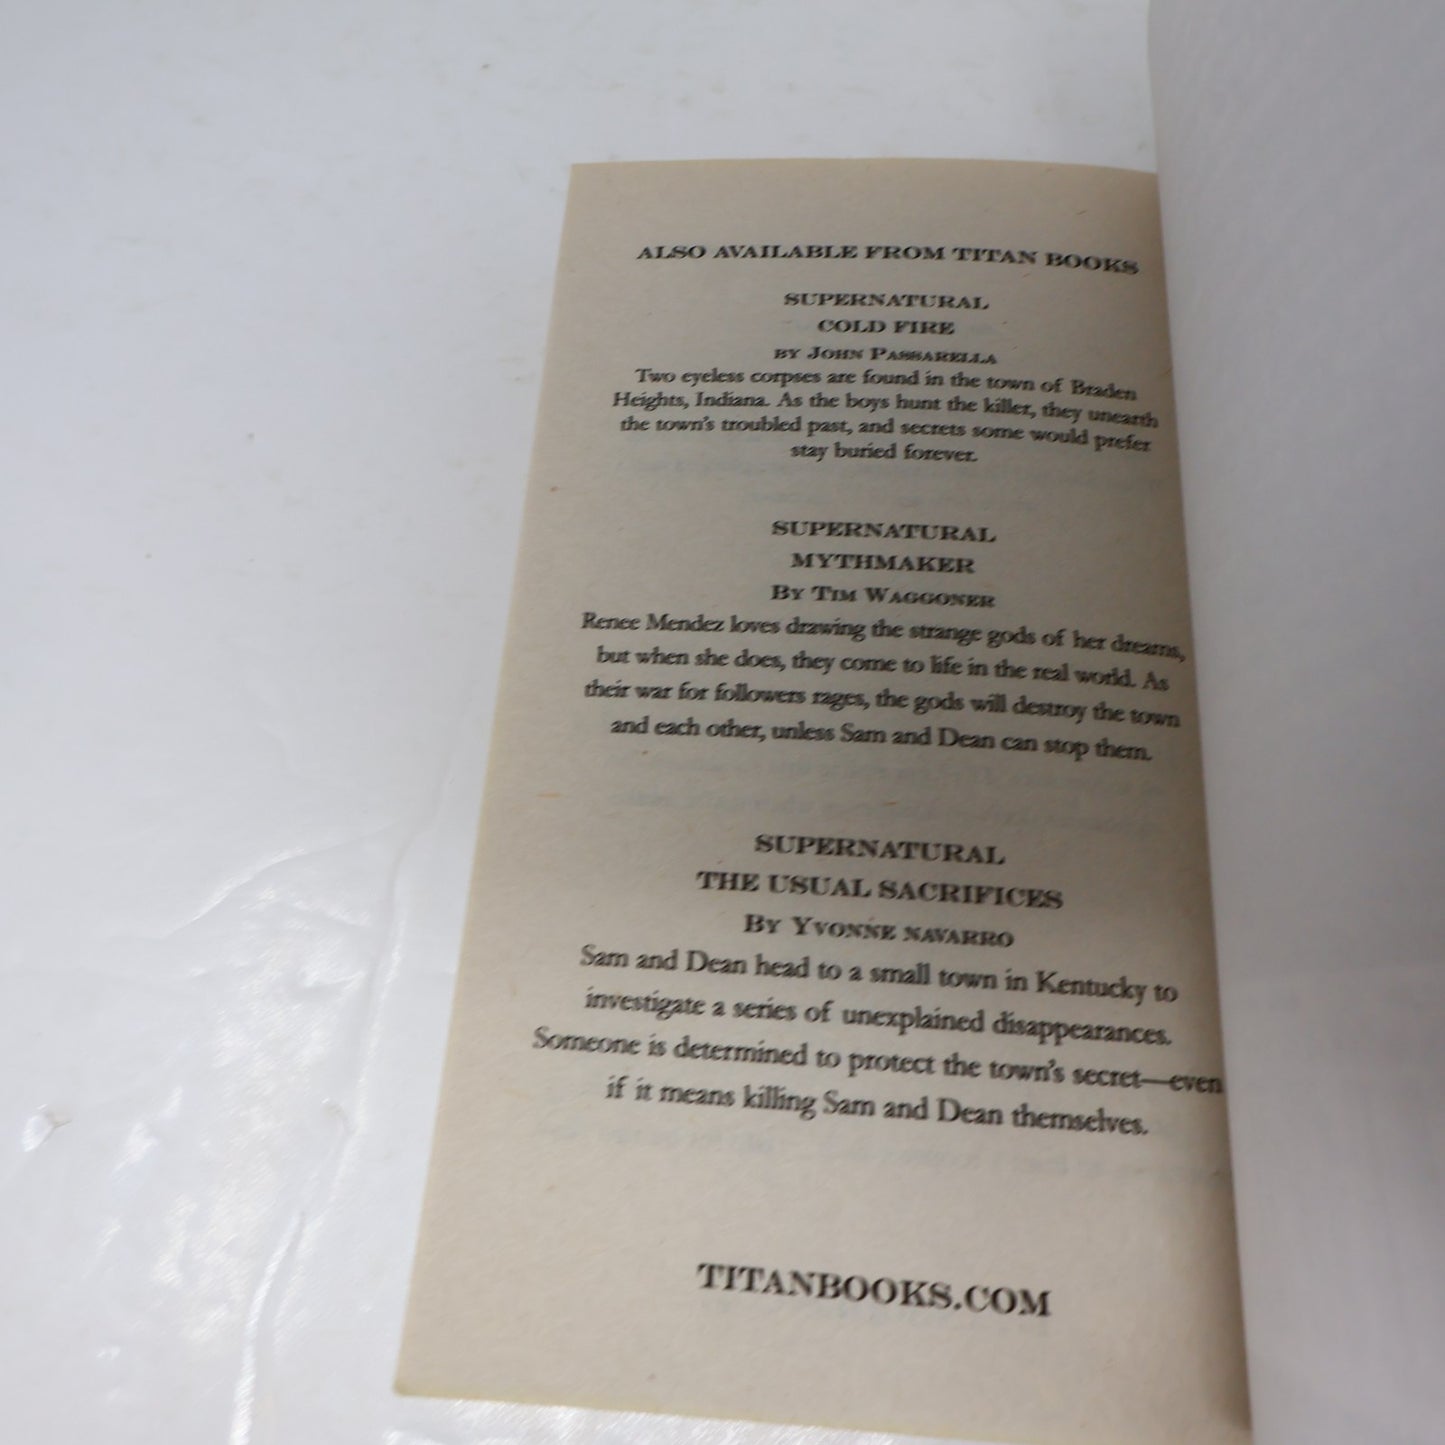 ALSO AVAILABLE FROM TITAN BOOKS
SUPERNATURAL
COLD FIRE
BY JOHN PASSARELLA
Two eyeless corpses are found in the town of Braden
Heights, Indiana. As the boys hunt the killer, they unearth
the town's troubled past, and secrets some would prefer
stay buried forever.
SUPERNATURAL
MYTHMAKER
BY TIM WAGGONER
Renee Mendez loves drawing the strange gods of her dreams,
but when she does, they come to life in the real world. As
their war for followers rages, the gods will destroy the town
and each other, unless Sam and Dean can stop them.
SUPERNATURAL
THE USUAL SACRIFICES
BY YVONNE NAVARRO
Sam and Dean head to a small town in Kentucky to
investigate a series of unexplained disappearances.
Someone is determined to protect the town's secret—even
if it means killing Sam and Dean themselves.
TITANBOOKS.COM